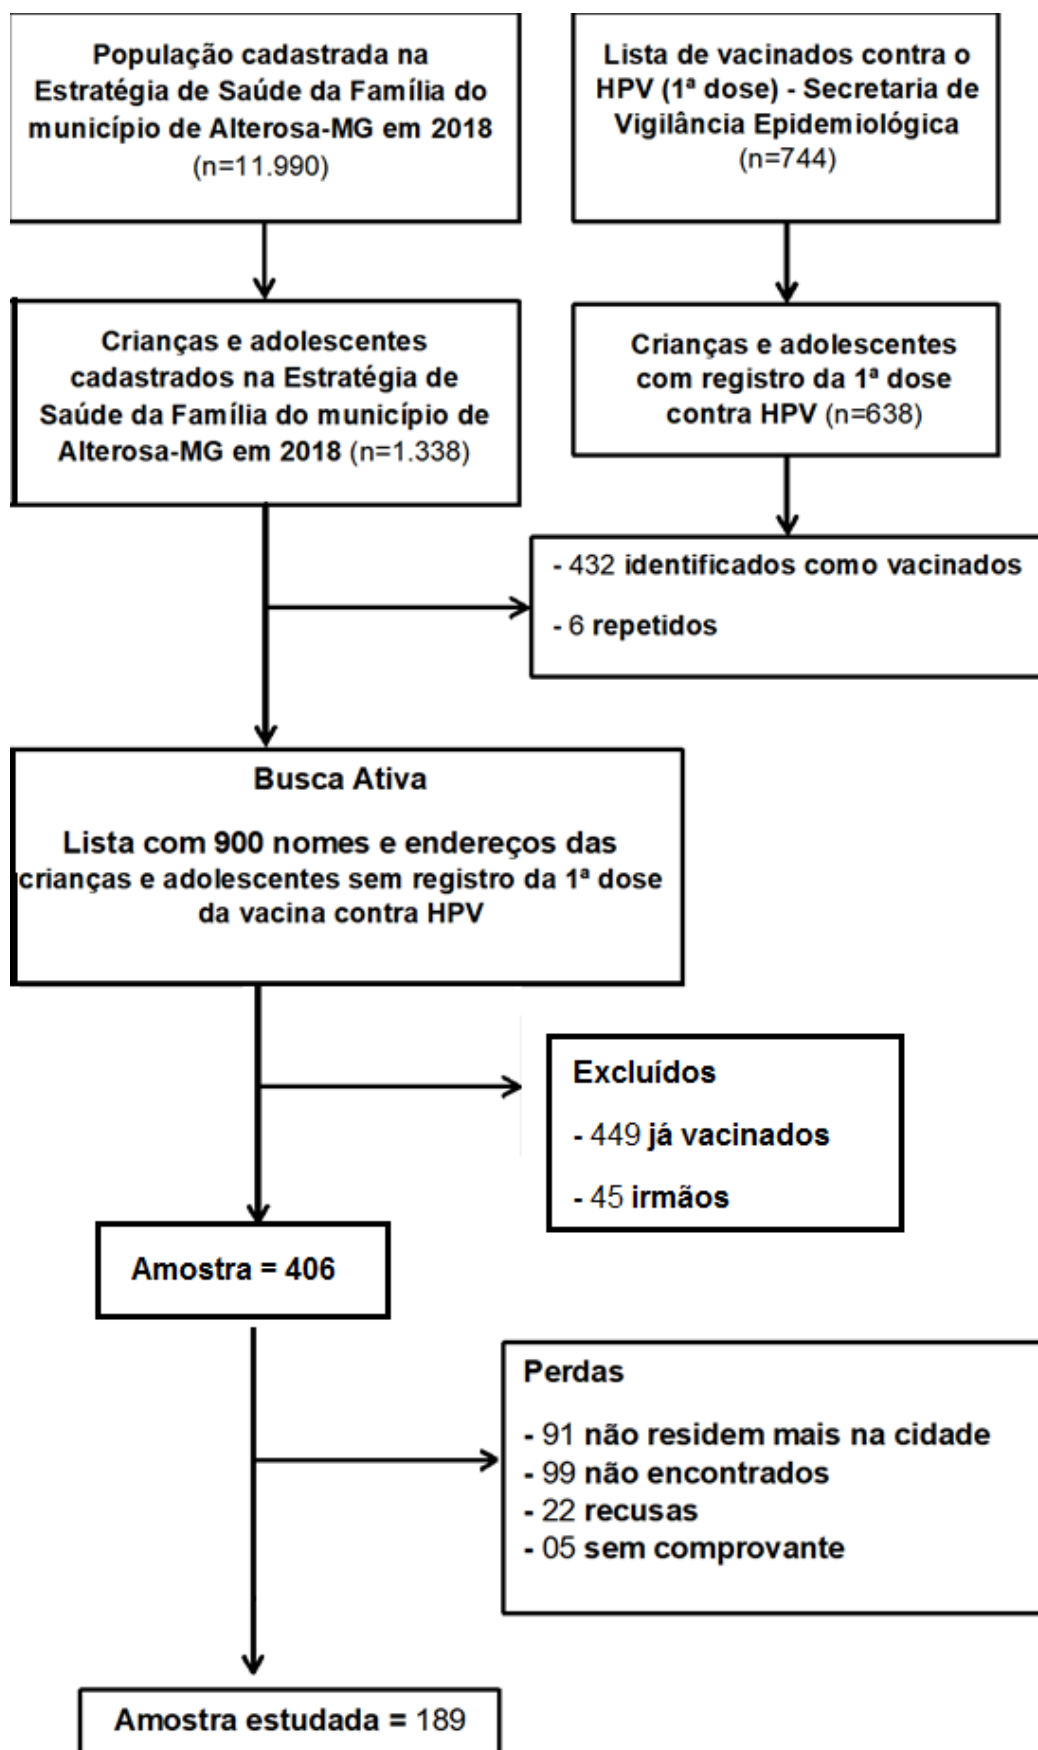 População cadastrada na
Estratégia de Saúde da Família do
município de Alterosa-MG em 2018
(n=11.990)
Lista de vacinados contra o
HPV (1ª dose) - Secretaria de
Vigilância Epidemiológica
(n=744)
Crianças e adolescentes
cadastrados na Estratégia de
Saúde da Família do município de
Alterosa-MG em 2018 (n=1.338)
Crianças e adolescentes
com registro da 1ª dose
contra HPV (n=638)
- 432 identificados como vacinados
- 6 repetidos
Busca Ativa
Lista com 900 nomes e endereços das
crianças e adolescentes sem registro da 1ª dose
da vacina contra HPV
Excluídos
- 449 já vacinados
- 45 irmãos
Amostra = 406
Perdas
- 91 não residem mais na cidade
- 99 não encontrados
- 22 recusas
- 05 sem comprovante
Amostra estudada = 189